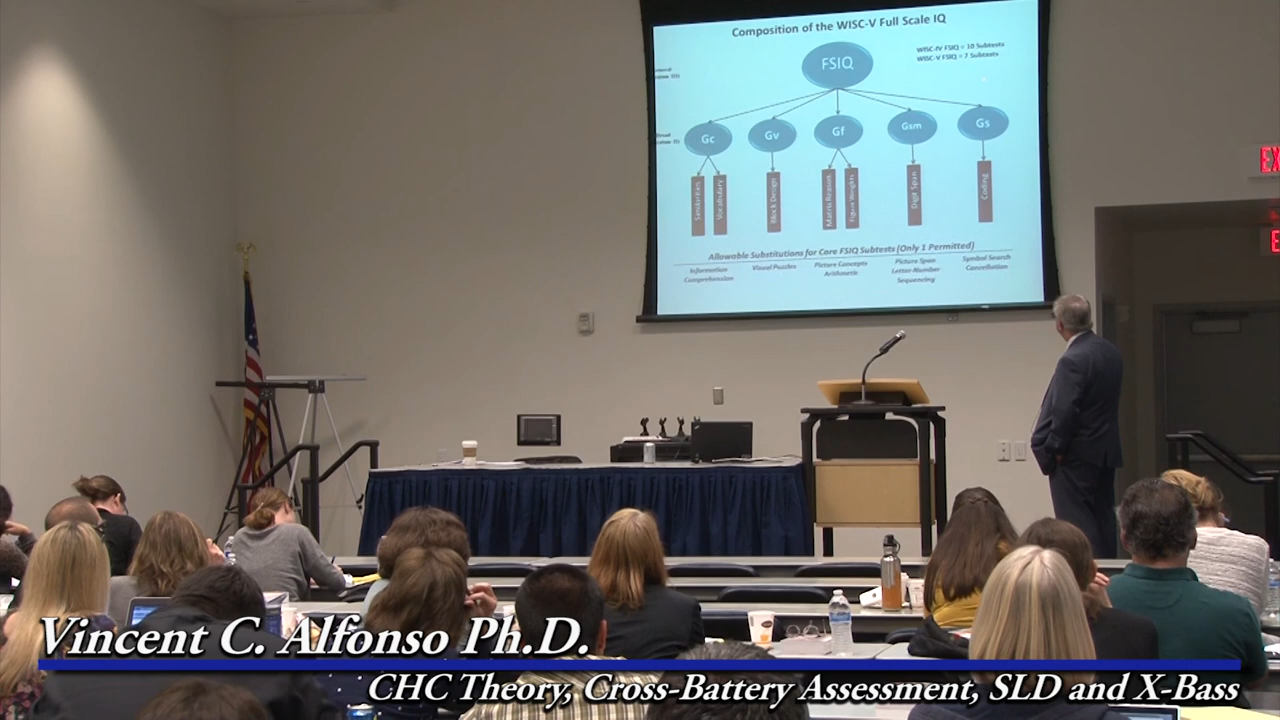 Composition of the WISC-V Full Scale IQ
WISC-IV FSIQ = 10 Subtests
WISC-V FSIQ = 7 Subtests
FSIQ
Gc Gv Gf Gsm Gs
Similarities Vocabulary Block Design Matrix Reason Figure Weights Digit Span Coding
Allowable Substitutions for Core FSIQ Subtests (Only 1 Permitted)
Information Visual Puzzles Picture Concepts Picture Span Symbol Search
Comprehension Arithmetic Letter-Number Cancellation
Sequencing
EX
E
Vincent C. Alfonso Ph.D.
CHC Theory, Cross-Battery Assessment, SLD and X-Bass